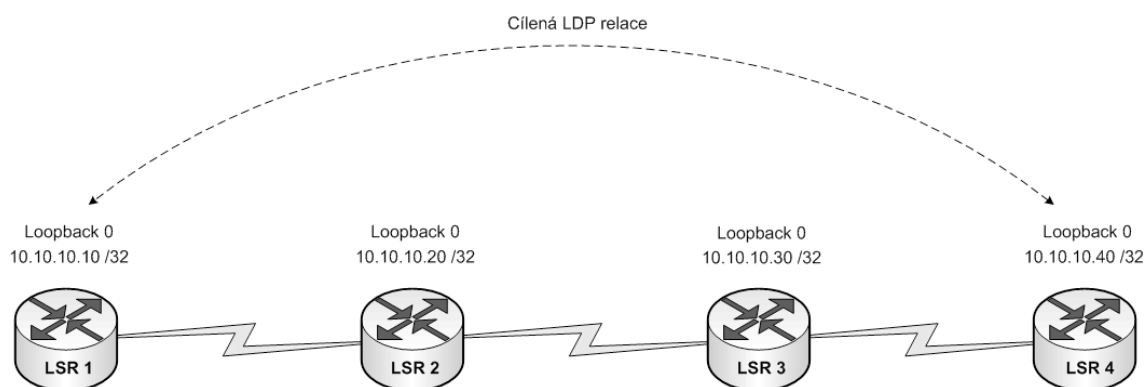 Cílená LDP relace
Loopback 0
10.10.10.10 /32
Loopback 0
10.10.10.20 /32
Loopback 0
10.10.10.30 /32
Loopback 0
10.10.10.40 /32
LSR 1
LSR 2
LSR 3
LSR 4